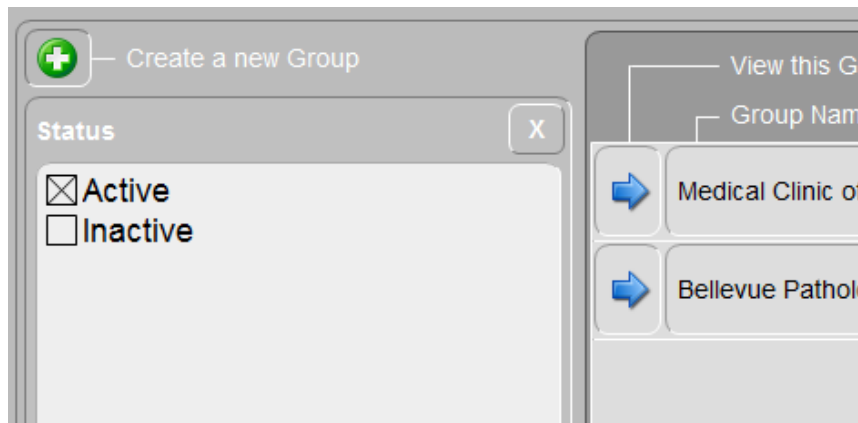 Create a new Group
Status
X
Active
Inactive
View this G
Group Nam
Medical Clinic of
Bellevue Pathol